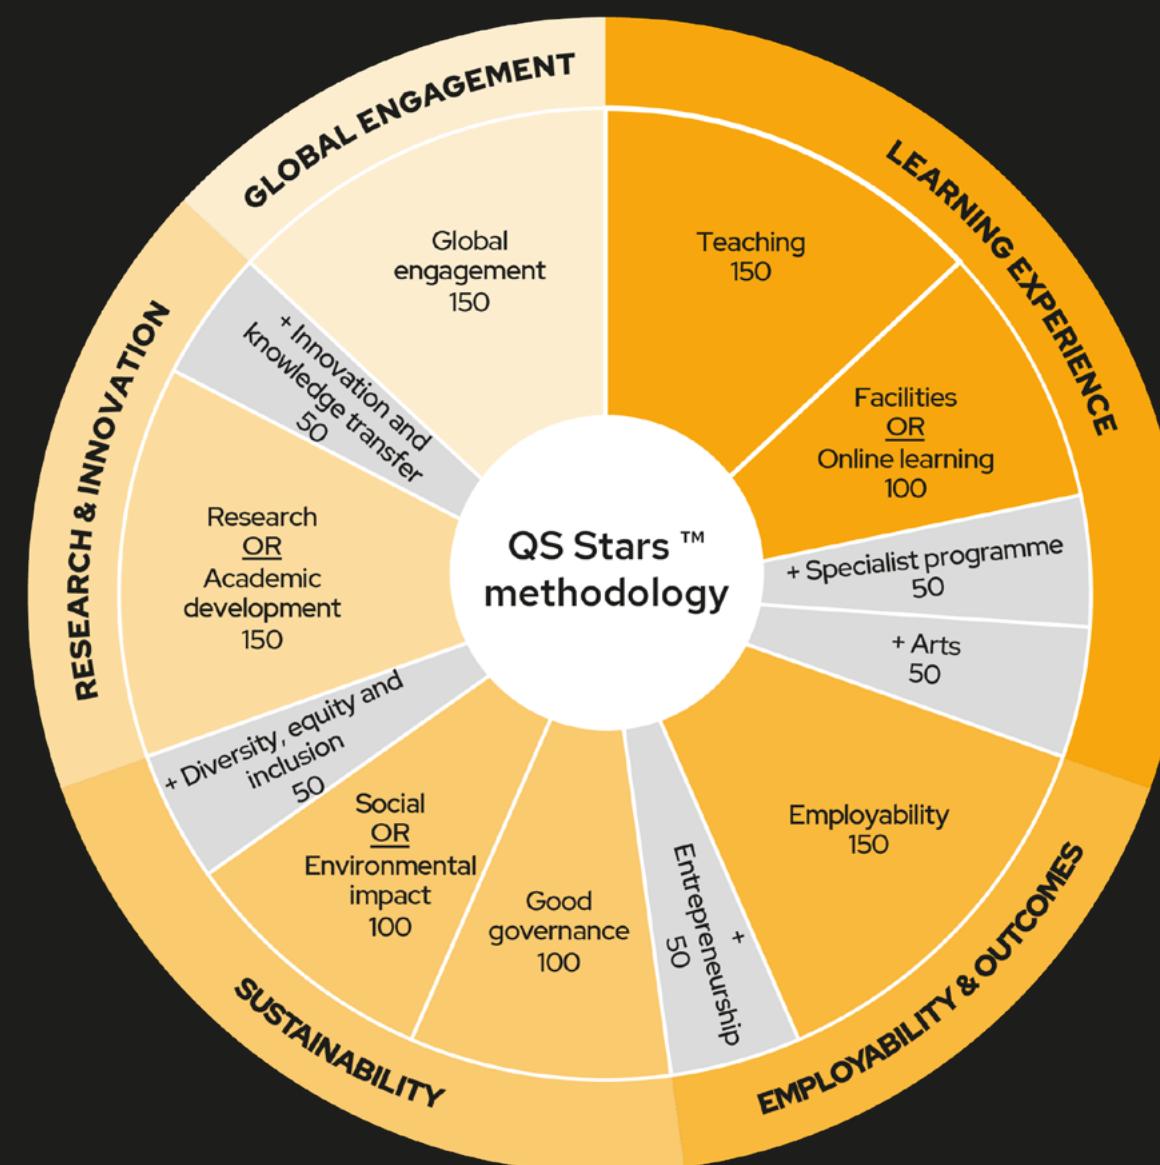 GLOBAL ENGAGEMENT
LEARNING EXPERIENCE
EMPLOYABILITY & OUTCOMES
SUSTAINABILITY
RESEARCH & INNOVATION
QS Stars ™
methodology
Teaching
150
Facilities
OR
Online learning
100
+ Specialist programme
50
+ Arts
50
Employability
150
+
Entrepreneurship
50
Good
governance
100
Social
OR
Environmental
impact
100
+ Diversity, equity and
inclusion
50
Research
OR
Academic
development
150
+ Innovation and
knowledge transfer
50
Global
engagement
150